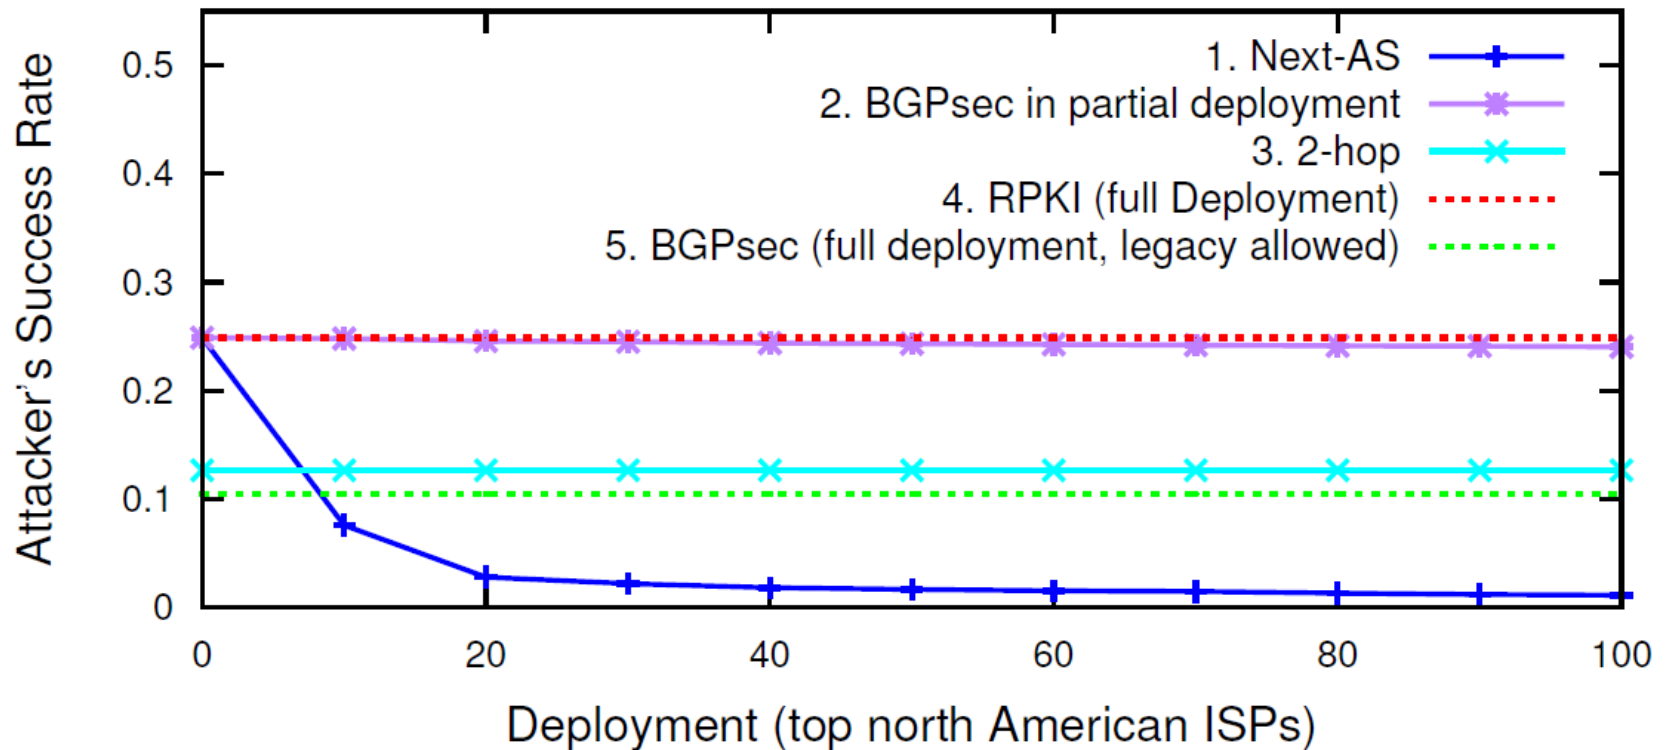 Attacker's Success Rate
0.5
0.4
0.3
0.2
0.1
0
1. Next-AS
2. BGPsec in partial deployment
3. 2-hop
4. RPKI (full Deployment)
5. BGPsec (full deployment, legacy allowed)
0 20 40 60 80 100
Deployment (top north American ISPs)